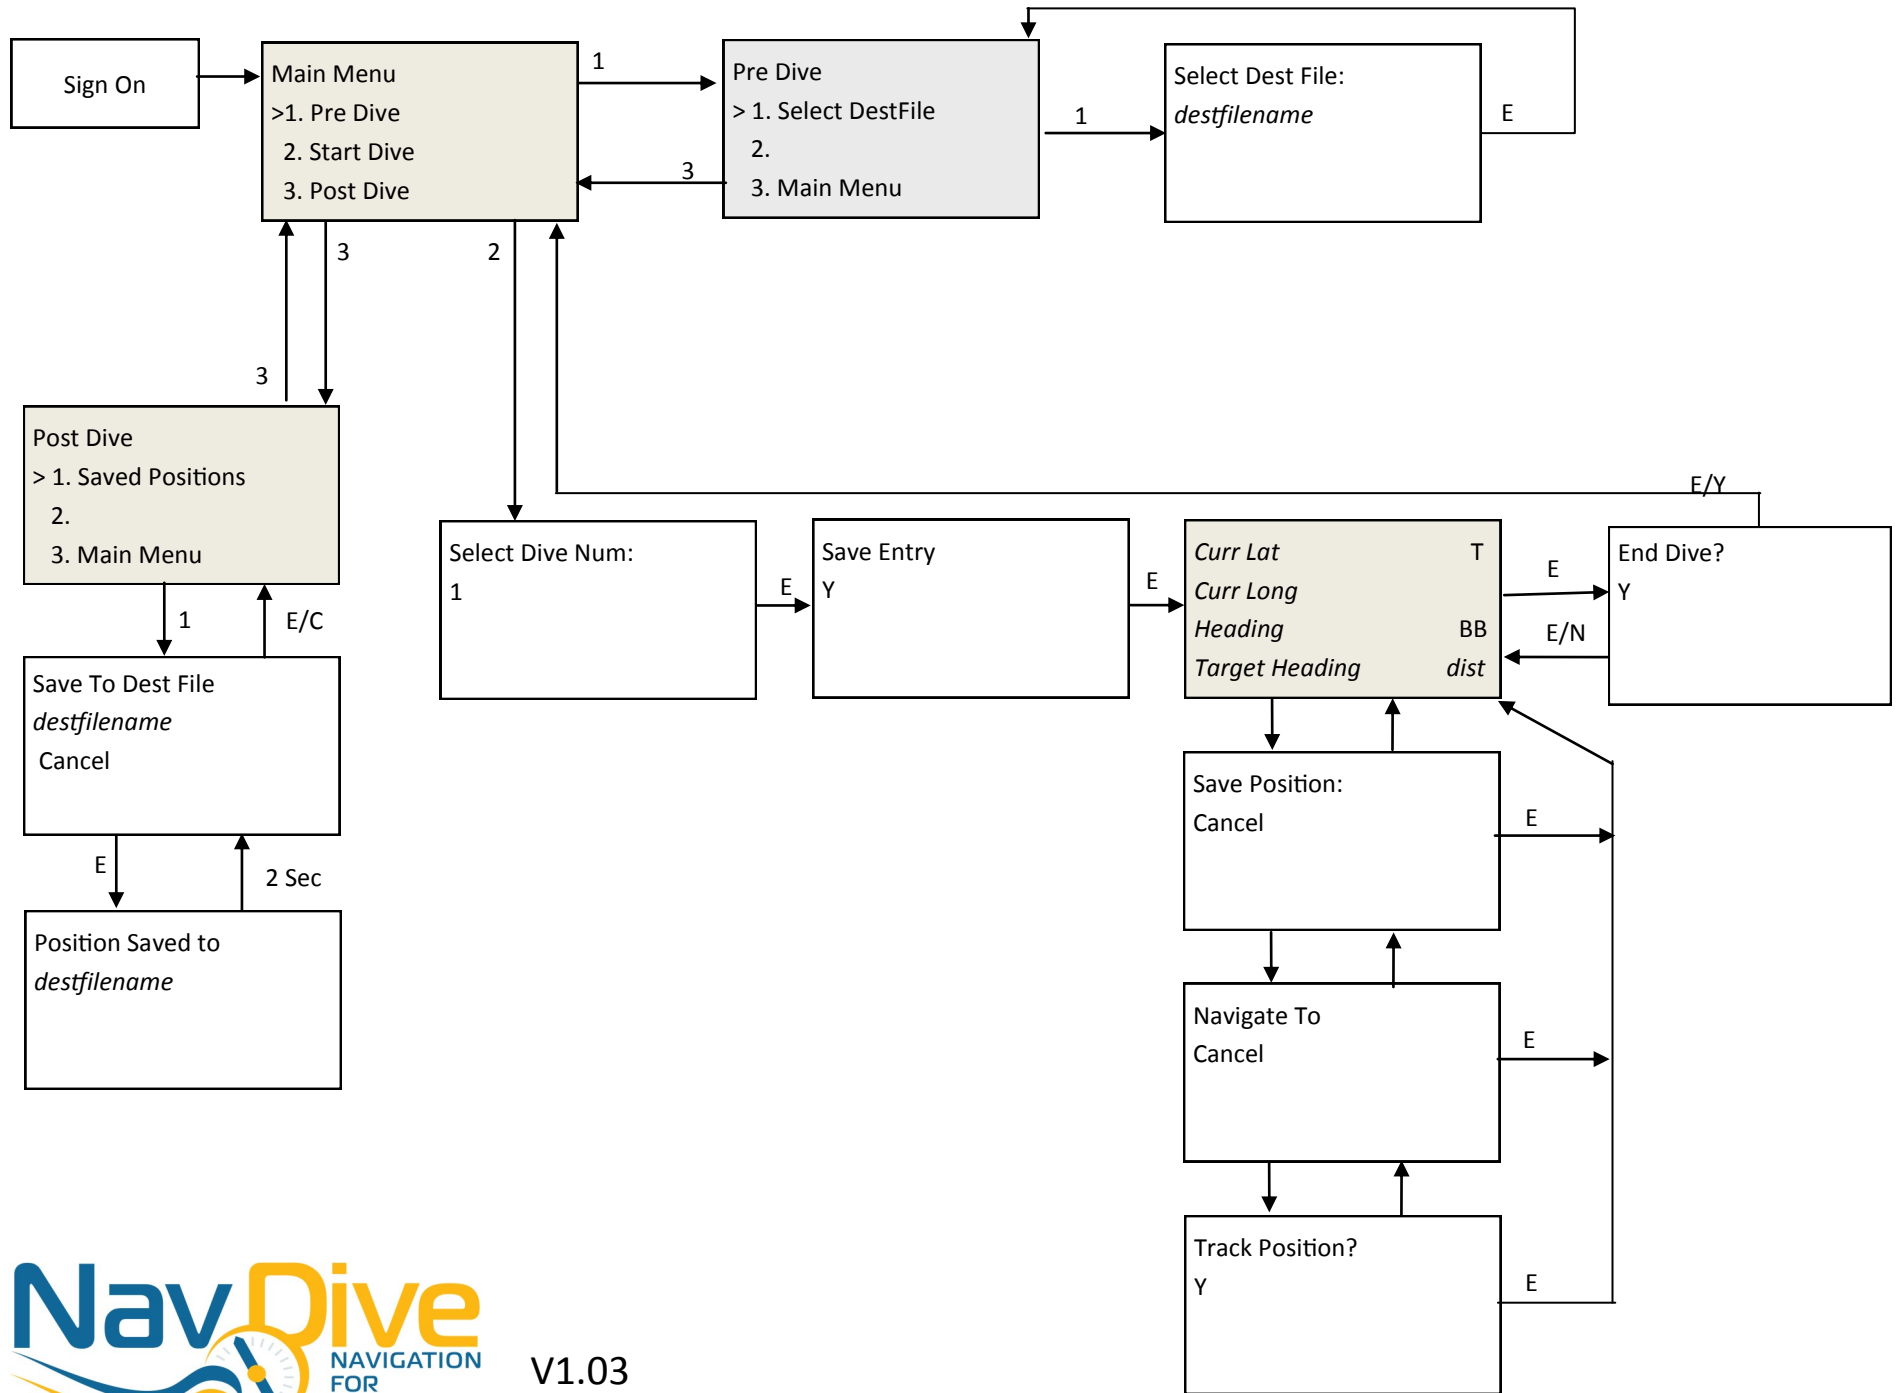 Sign On
Main Menu
>1. Pre Dive
2. Start Dive
3. Post Dive
1
3
Pre Dive
> 1. Select DestFile
2.
3. Main Menu
1
Select Dest File:
destfilename
E
3
3
2
Post Dive
> 1. Saved Positions
2.
3. Main Menu
1
E/C
Save To Dest File
destfilename
Cancel
E
2 Sec
Position Saved to
destfilename
Select Dive Num:
1
E
Save Entry
Y
E
Curr Lat T
Curr Long
Heading BB
Target Heading dist
E
E/N
E/Y
End Dive?
Y
Save Position:
Cancel
E
Navigate To
Cancel
E
Track Position?
Y
E
NavDive
NAVIGATION
FOR
V1.03